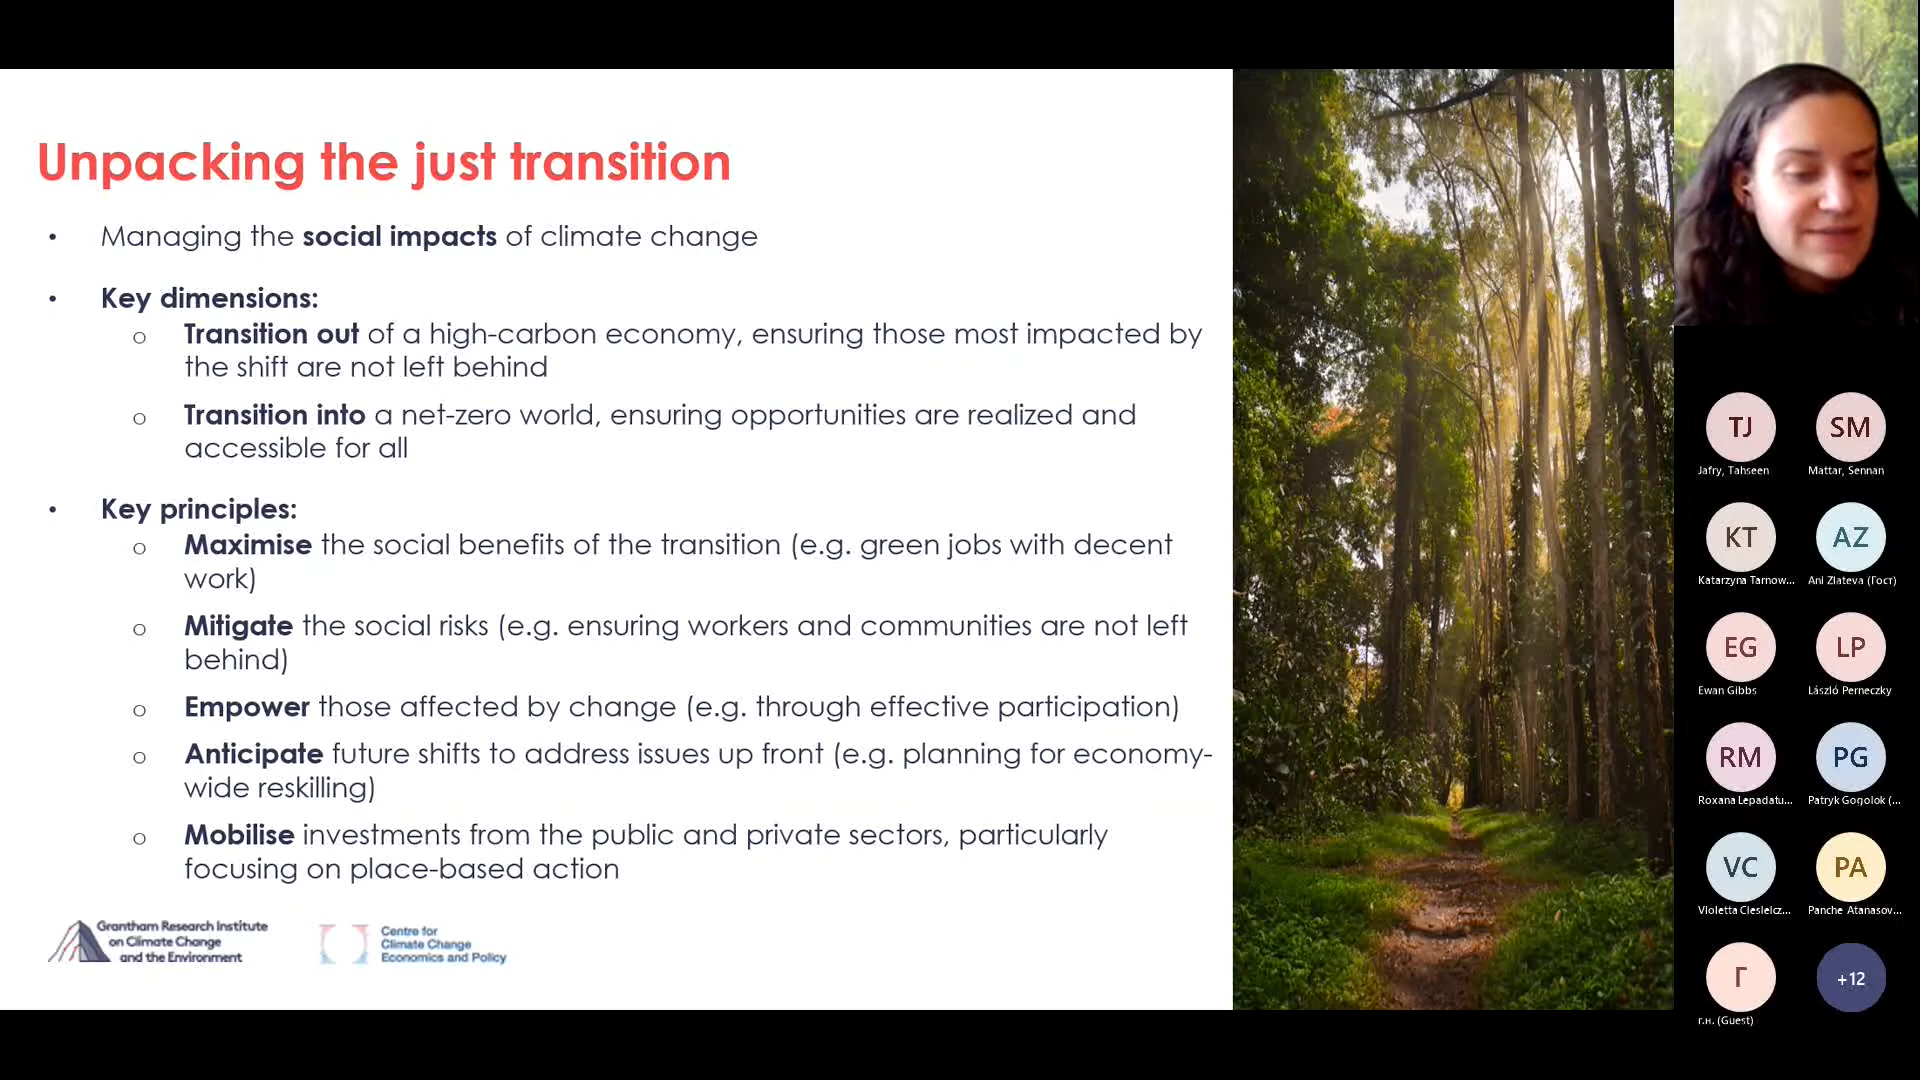 Unpacking the just transition
• Managing the social impacts of climate change
• Key dimensions:
o Transition out of a high-carbon economy, ensuring those most impacted by
the shift are not left behind
o Transition into a net-zero world, ensuring opportunities are realized and
accessible for all
• Key principles:
o Maximise the social benefits of the transition (e.g. green jobs with decent
work)
o Mitigate the social risks (e.g. ensuring workers and communities are not left
behind)
o Empower those affected by change (e.g. through effective participation)
o Anticipate future shifts to address issues up front (e.g. planning for economy-
wide reskilling)
o Mobilise investments from the public and private sectors, particularly
focusing on place-based action
Grantham Research Institute
on Climate Change
and the Environment
Centre for
Climate Change
Economics and Policy
TJ
Jafry, Tahseen
SM
Mattar, Sennan
KT
Katarzyna Tarnow...
AZ
Ani Zlateva (Гост)
EG
Ewan Gibbs
LP
László Perneczky
RM
Roxana Lepadatu...
PG
Patryk Gogolok (...
VC
Violetta Cieslelcz...
PA
Panche Atanasov...
Г
г.н. (Guest)
+12